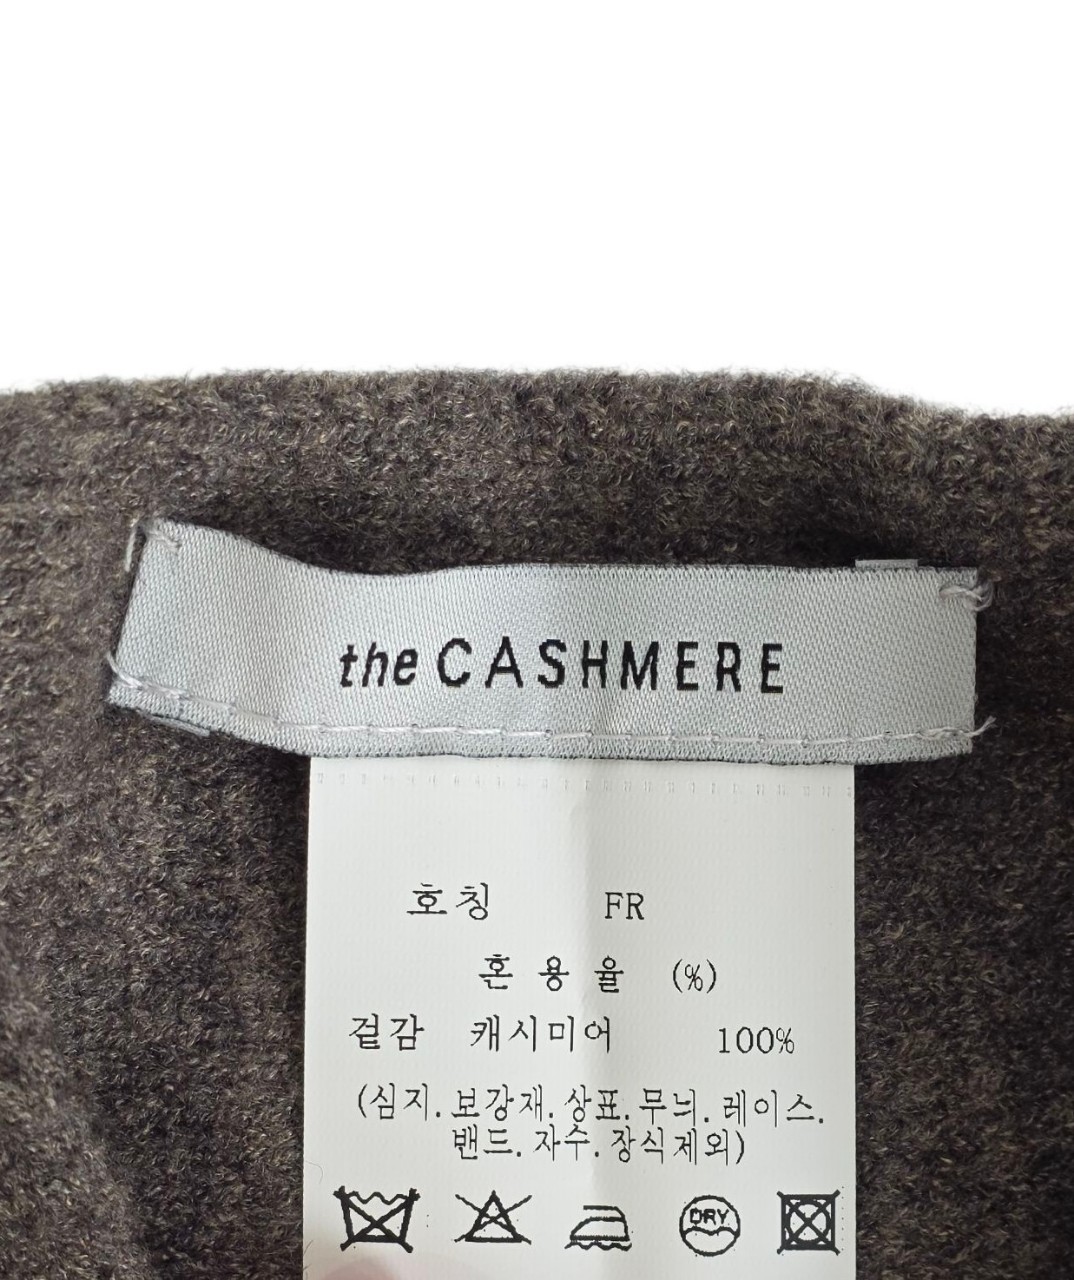 the CASHMERE
호칭 FR
혼용율 (%)
겉감 캐시미어 100%
(심지.보강재.상표.무늬.레이스.
밴드.자수.장식제외)
DRY